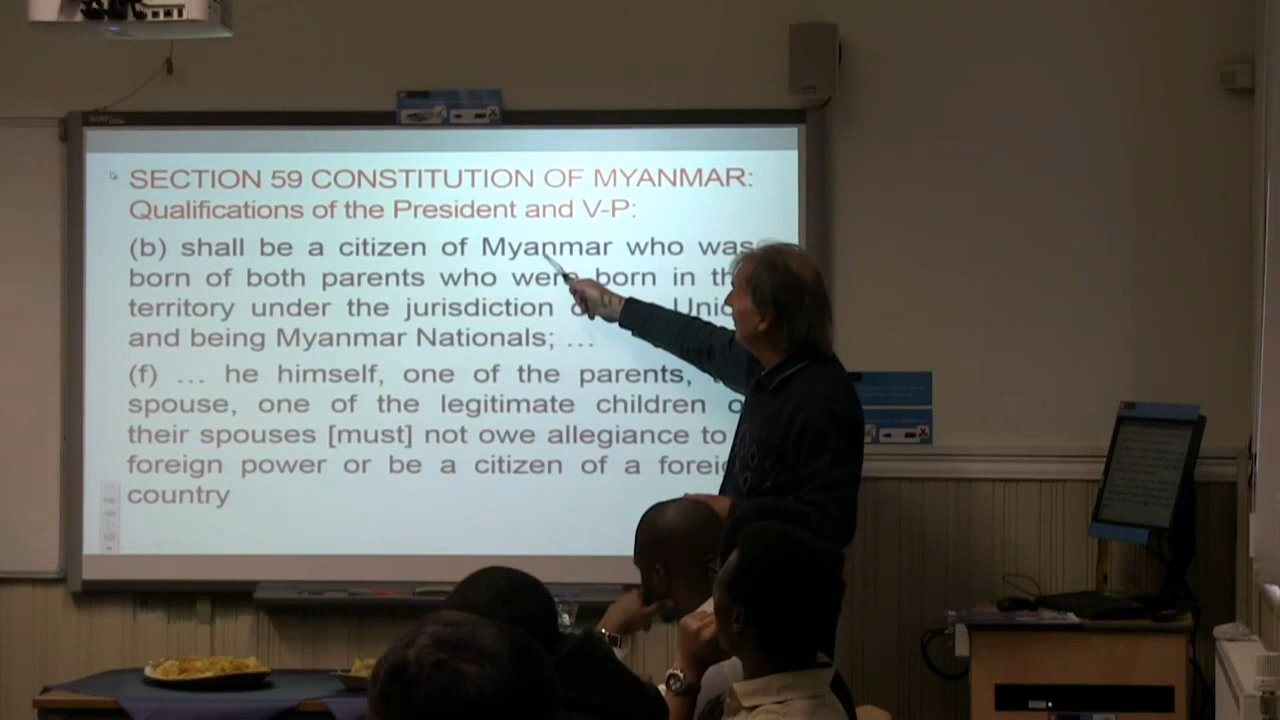 SECTION 59 CONSTITUTION OF MYANMAR:
Qualifications of the President and V-P:
(b) shall be a citizen of Myanmar who was
born of both parents who were born in
territory under the jurisdiction
and being Myanmar Nationals; ...
(f) ... he himself, one of the parents,
spouse, one of the legitimate children
their spouses [must] not owe allegiance to
foreign power or be a citizen of a
country